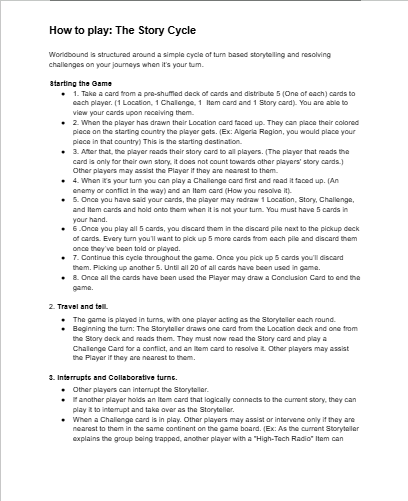 How to play: The Story Cycle
Worldbound is structured around a simple cycle of turn based storytelling and resolving
challenges on your journeys when it's your turn.
Starting the Game
● 1. Take a card from a pre-shuffled deck of cards and distribute 5 (One of each) cards to
each player. (1 Location, 1 Challenge, 1 Item card and 1 Story card). You are able to
view your cards upon receiving them.
● 2. When the player has drawn their Location card faced up. They can place their colored
piece on the starting country the player gets. (Ex: Algeria Region, you would place your
piece in that country) This is the starting destination.
● 3. After that, the player reads their story card to all players. (The player that reads the
card is only for their own story, it does not count towards other players' story cards.)
Other players may assist the Player if they are nearest to them.
● 4. When it's your turn you can play a Challenge card first and read it faced up. (An
enemy or conflict in the way) and an Item card (How you resolve it).
● 5. Once you have said your cards, the player may redraw 1 Location, Story, Challenge,
and Item cards and hold onto them when it is not your turn. You must have 5 cards in
your hand.
● 6 .Once you play all 5 cards, you discard them in the discard pile next to the pickup deck
of cards. Every turn you'll want to pick up 5 more cards from each pile and discard them
once they've been told or played.
● 7. Continue this cycle throughout the game. Once you pick up 5 cards you'll discard
them. Picking up another 5. Until all 20 of all cards have been used in game.
● 8. Once all the cards have been used the Player may draw a Conclusion Card to end the
game.
2. Travel and tell.
● The game is played in turns, with one player acting as the Storyteller each round.
● Beginning the turn: The Storyteller draws one card from the Location deck and one from
the Story deck and reads them. They must now read the Story card and play a
Challenge Card for a conflict, and an Item card to resolve it. Other players may assist
the Player if they are nearest to them.
3. Interrupts and Collaborative turns.
● Other players can interrupt the Storyteller.
● If another player holds an Item card that logically connects to the current story, they can
play it to interrupt and take over as the Storyteller.
● When a Challenge card is in play. Other players may assist or intervene only if they are
nearest to them in the same continent on the game board. (Ex: As the current Storyteller
explains the group being trapped, another player with a "High-Tech Radio" Item can